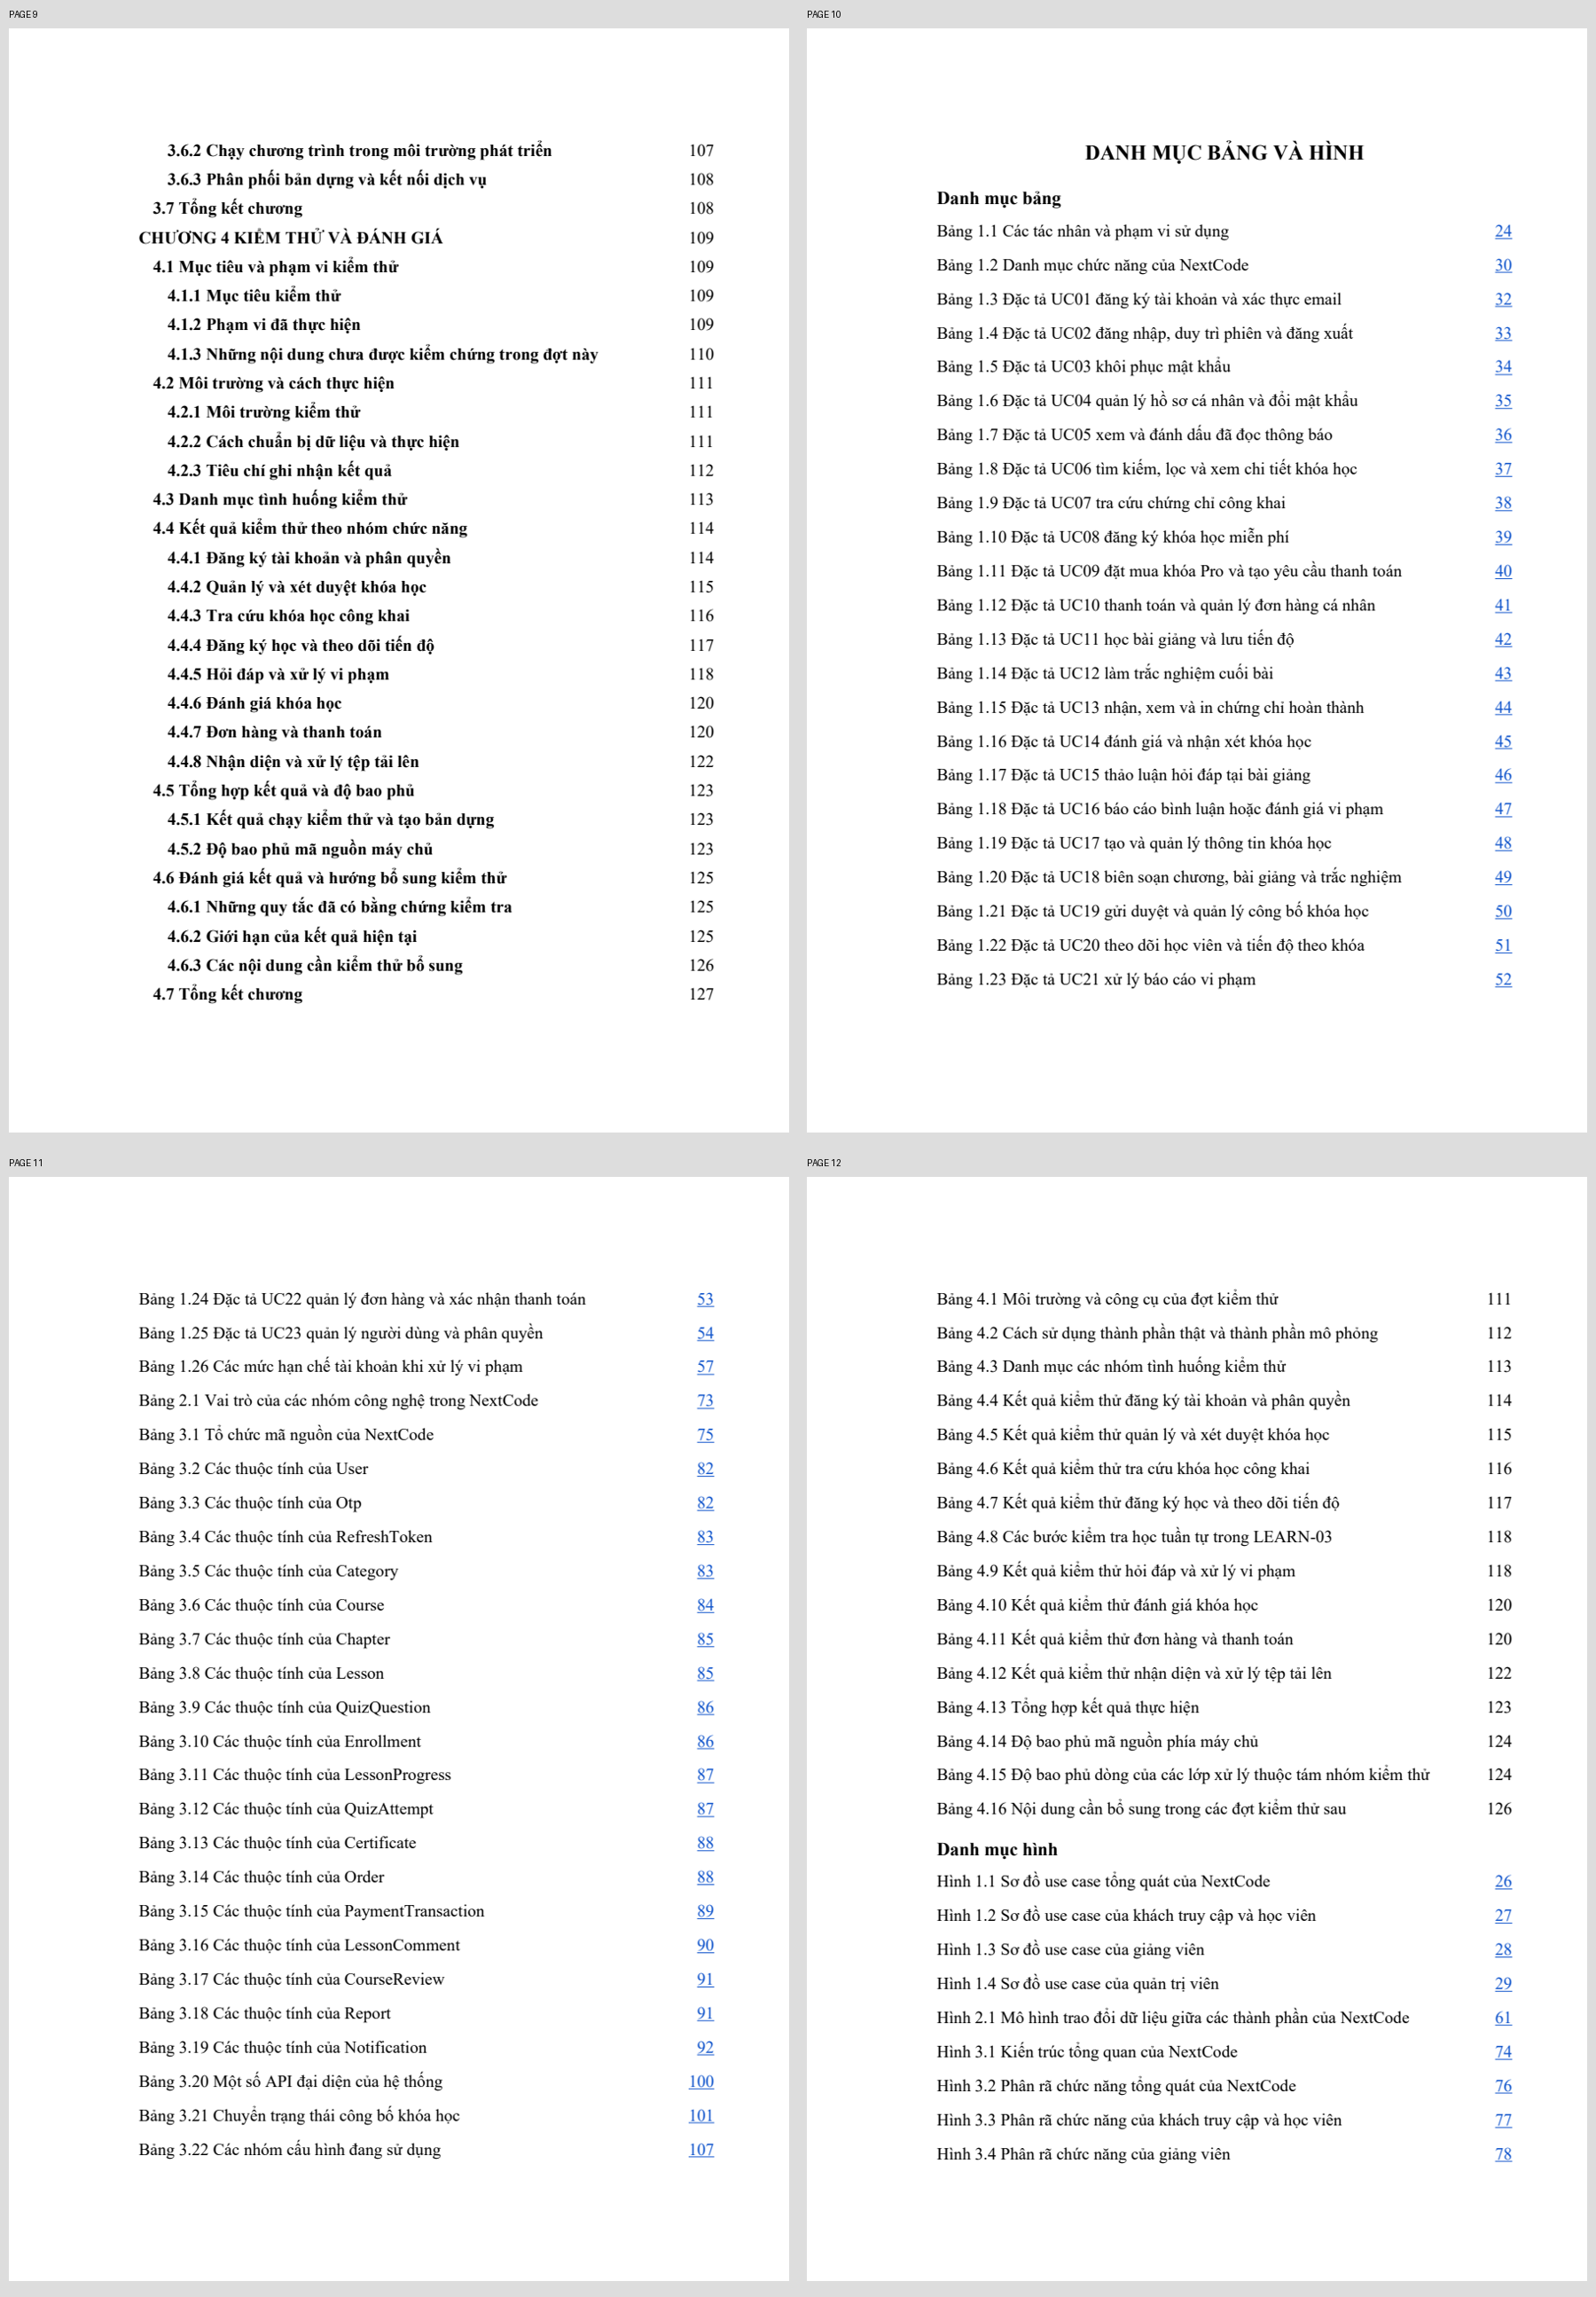 PAGE 9
3.6.2 Chạy chương trình trong môi trường phát triển 107
3.6.3 Phân phối bản dựng và kết nối dịch vụ 108
3.7 Tổng kết chương 108
CHƯƠNG 4 KIỂM THỬ VÀ ĐÁNH GIÁ 109
4.1 Mục tiêu và phạm vi kiểm thử 109
4.1.1 Mục tiêu kiểm thử 109
4.1.2 Phạm vi đã thực hiện 109
4.1.3 Những nội dung chưa được kiểm chứng trong đợt này 110
4.2 Môi trường và cách thực hiện 111
4.2.1 Môi trường kiểm thử 111
4.2.2 Cách chuẩn bị dữ liệu và thực hiện 111
4.2.3 Tiêu chí ghi nhận kết quả 112
4.3 Danh mục tình huống kiểm thử 113
4.4 Kết quả kiểm thử theo nhóm chức năng 114
4.4.1 Đăng ký tài khoản và phân quyền 114
4.4.2 Quản lý và xét duyệt khóa học 115
4.4.3 Tra cứu khóa học công khai 116
4.4.4 Đăng ký học và theo dõi tiến độ 117
4.4.5 Hỏi đáp và xử lý vi phạm 118
4.4.6 Đánh giá khóa học 120
4.4.7 Đơn hàng và thanh toán 120
4.4.8 Nhận diện và xử lý tệp tải lên 122
4.5 Tổng hợp kết quả và độ bao phủ 123
4.5.1 Kết quả chạy kiểm thử và tạo bản dựng 123
4.5.2 Độ bao phủ mã nguồn máy chủ 123
4.6 Đánh giá kết quả và hướng bổ sung kiểm thử 125
4.6.1 Những quy tắc đã có bằng chứng kiểm tra 125
4.6.2 Giới hạn của kết quả hiện tại 125
4.6.3 Các nội dung cần kiểm thử bổ sung 126
4.7 Tổng kết chương 127
PAGE 10
DANH MỤC BẢNG VÀ HÌNH
Danh mục bảng
Bảng 1.1 Các tác nhân và phạm vi sử dụng 24
Bảng 1.2 Danh mục chức năng của NextCode 30
Bảng 1.3 Đặc tả UC01 đăng ký tài khoản và xác thực email 32
Bảng 1.4 Đặc tả UC02 đăng nhập, duy trì phiên và đăng xuất 33
Bảng 1.5 Đặc tả UC03 khôi phục mật khẩu 34
Bảng 1.6 Đặc tả UC04 quản lý hồ sơ cá nhân và đổi mật khẩu 35
Bảng 1.7 Đặc tả UC05 xem và đánh dấu đã đọc thông báo 36
Bảng 1.8 Đặc tả UC06 tìm kiếm, lọc và xem chi tiết khóa học 37
Bảng 1.9 Đặc tả UC07 tra cứu chứng chỉ công khai 38
Bảng 1.10 Đặc tả UC08 đăng ký khóa học miễn phí 39
Bảng 1.11 Đặc tả UC09 đặt mua khóa Pro và tạo yêu cầu thanh toán 40
Bảng 1.12 Đặc tả UC10 thanh toán và quản lý đơn hàng cá nhân 41
Bảng 1.13 Đặc tả UC11 học bài giảng và lưu tiến độ 42
Bảng 1.14 Đặc tả UC12 làm trắc nghiệm cuối bài 43
Bảng 1.15 Đặc tả UC13 nhận, xem và in chứng chỉ hoàn thành 44
Bảng 1.16 Đặc tả UC14 đánh giá và nhận xét khóa học 45
Bảng 1.17 Đặc tả UC15 thảo luận hỏi đáp tại bài giảng 46
Bảng 1.18 Đặc tả UC16 báo cáo bình luận hoặc đánh giá vi phạm 47
Bảng 1.19 Đặc tả UC17 tạo và quản lý thông tin khóa học 48
Bảng 1.20 Đặc tả UC18 biên soạn chương, bài giảng và trắc nghiệm 49
Bảng 1.21 Đặc tả UC19 gửi duyệt và quản lý công bố khóa học 50
Bảng 1.22 Đặc tả UC20 theo dõi học viên và tiến độ theo khóa 51
Bảng 1.23 Đặc tả UC21 xử lý báo cáo vi phạm 52
PAGE 11
Bảng 1.24 Đặc tả UC22 quản lý đơn hàng và xác nhận thanh toán 53
Bảng 1.25 Đặc tả UC23 quản lý người dùng và phân quyền 54
Bảng 1.26 Các mức hạn chế tài khoản khi xử lý vi phạm 57
Bảng 2.1 Vai trò của các nhóm công nghệ trong NextCode 73
Bảng 3.1 Tổ chức mã nguồn của NextCode 75
Bảng 3.2 Các thuộc tính của User 82
Bảng 3.3 Các thuộc tính của Otp 82
Bảng 3.4 Các thuộc tính của RefreshToken 83
Bảng 3.5 Các thuộc tính của Category 83
Bảng 3.6 Các thuộc tính của Course 84
Bảng 3.7 Các thuộc tính của Chapter 85
Bảng 3.8 Các thuộc tính của Lesson 85
Bảng 3.9 Các thuộc tính của QuizQuestion 86
Bảng 3.10 Các thuộc tính của Enrollment 86
Bảng 3.11 Các thuộc tính của LessonProgress 87
Bảng 3.12 Các thuộc tính của QuizAttempt 87
Bảng 3.13 Các thuộc tính của Certificate 88
Bảng 3.14 Các thuộc tính của Order 88
Bảng 3.15 Các thuộc tính của PaymentTransaction 89
Bảng 3.16 Các thuộc tính của LessonComment 90
Bảng 3.17 Các thuộc tính của CourseReview 91
Bảng 3.18 Các thuộc tính của Report 91
Bảng 3.19 Các thuộc tính của Notification 92
Bảng 3.20 Một số API đại diện của hệ thống 100
Bảng 3.21 Chuyển trạng thái công bố khóa học 101
Bảng 3.22 Các nhóm cấu hình đang sử dụng 107
PAGE 12
Bảng 4.1 Môi trường và công cụ của đợt kiểm thử 111
Bảng 4.2 Cách sử dụng thành phần thật và thành phần mô phỏng 112
Bảng 4.3 Danh mục các nhóm tình huống kiểm thử 113
Bảng 4.4 Kết quả kiểm thử đăng ký tài khoản và phân quyền 114
Bảng 4.5 Kết quả kiểm thử quản lý và xét duyệt khóa học 115
Bảng 4.6 Kết quả kiểm thử tra cứu khóa học công khai 116
Bảng 4.7 Kết quả kiểm thử đăng ký học và theo dõi tiến độ 117
Bảng 4.8 Các bước kiểm tra học tuần tự trong LEARN-03 118
Bảng 4.9 Kết quả kiểm thử hỏi đáp và xử lý vi phạm 118
Bảng 4.10 Kết quả kiểm thử đánh giá khóa học 120
Bảng 4.11 Kết quả kiểm thử đơn hàng và thanh toán 120
Bảng 4.12 Kết quả kiểm thử nhận diện và xử lý tệp tải lên 122
Bảng 4.13 Tổng hợp kết quả thực hiện 123
Bảng 4.14 Độ bao phủ mã nguồn phía máy chủ 124
Bảng 4.15 Độ bao phủ dòng của các lớp xử lý thuộc tám nhóm kiểm thử 124
Bảng 4.16 Nội dung cần bổ sung trong các đợt kiểm thử sau 126
Danh mục hình
Hình 1.1 Sơ đồ use case tổng quát của NextCode 26
Hình 1.2 Sơ đồ use case của khách truy cập và học viên 27
Hình 1.3 Sơ đồ use case của giảng viên 28
Hình 1.4 Sơ đồ use case của quản trị viên 29
Hình 2.1 Mô hình trao đổi dữ liệu giữa các thành phần của NextCode 61
Hình 3.1 Kiến trúc tổng quan của NextCode 74
Hình 3.2 Phân rã chức năng tổng quát của NextCode 76
Hình 3.3 Phân rã chức năng của khách truy cập và học viên 77
Hình 3.4 Phân rã chức năng của giảng viên 78